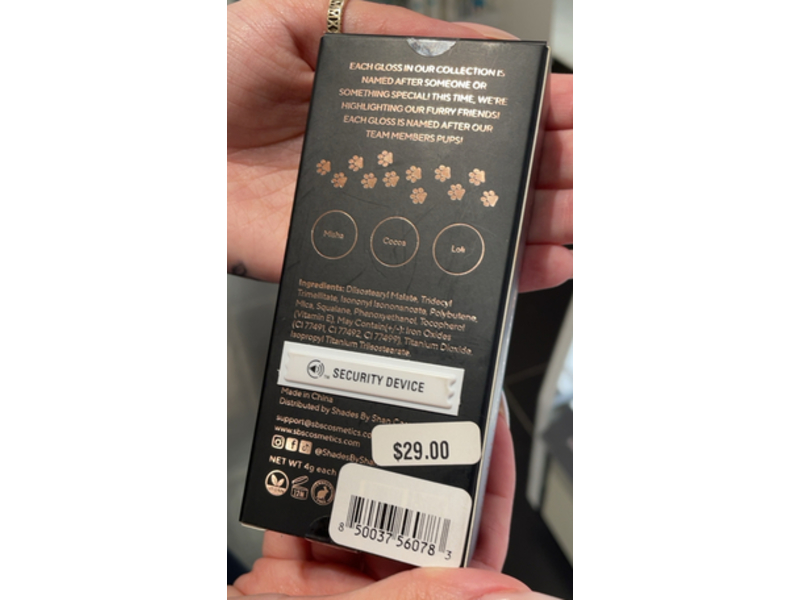 EACH GLOSS IN OUR COLLECTION IS
NAMED AFTER SOMEONE OR
SOMETHING SPECIAL! THIS TIME, WE'RE
HIGHLIGHTING OUR FURRY FRIENDS!
EACH GLOSS IS NAMED AFTER OUR
TEAM MEMBERS PUPS!
Misha Cocoa Loki
Ingredients: Diisostearyl Malate, Tridecyl
Trimellitate, Isononyl Isononanoate, Polybutene,
Mica, Squalane, Phenoxyethanol, Tocopherol
(Vitamin E). May Contain(+/-): Iron Oxides
(CI 77491, CI 77492, CI 77499), Titanium Dioxide,
Isopropyl Titanium Triisostearate.
SECURITY DEVICE
Made in China
Distributed by Shades By Shan
support@sbscosmetics.co
www.sbscosmetics.com
@ShadesBySha
$29.00
NET WT 4g each
12M
8 50037 56078 3